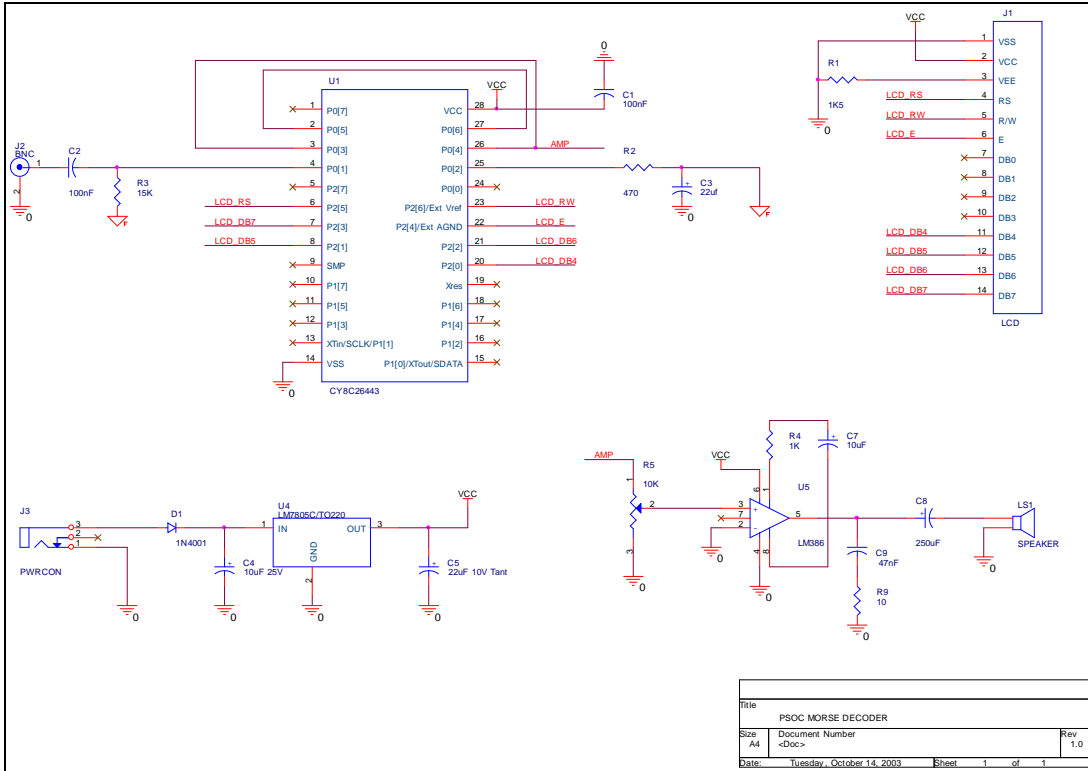 J1
VCC
1 VSS
2 VCC
R1
3 VEE
1K5
LCD_RS 4 RS
LCD_RW 5 R/W
LCD_E 6 E
0
7 DB0
8 DB1
9 DB2
10 DB3
LCD_DB4 11 DB4
LCD_DB5 12 DB5
LCD_DB6 13 DB6
LCD_DB7 14 DB7
LCD
0
C1
100nF
VCC
U1
1 P0[7] VCC 28
2 P0[5] P0[6] 27
3 P0[3] P0[4] 26 AMP
4 P0[1] P0[2] 25
5 P2[7] P0[0] 24
LCD_RS 6 P2[5] P2[6]/Ext Vref 23 LCD_RW
LCD_DB7 7 P2[3] P2[4]/Ext AGND 22 LCD_E
LCD_DB5 8 P2[1] P2[2] 21 LCD_DB6
9 SMP P2[0] 20 LCD_DB4
10 P1[7] Xres 19
11 P1[5] P1[6] 18
12 P1[3] P1[4] 17
13 XTin/SCLK/P1[1] P1[2] 16
14 VSS P1[0]/XTout/SDATA 15
CY8C26443
0
J2
BNC
1
2
0
C2
100nF
R3
15K
F
R2
470
C3
+
22uf
0
F
J3
3
2
1
PWRCON
0
D1
1N4001
C4
+
10uF 25V
0
U4
LM7805C/TO220
1 IN OUT 3
GND
2
0
VCC
C5
+
22uF 10V Tant
0
AMP
R5
1
10K
2
3
0
VCC
R4
1K
C7
+
10uF
U5
6 1
3 +
7
2 -
5
4 8
LM386
0
0
C8
+
250uF
C9
47nF
R9
10
0
LS1
SPEAKER
0
Title
PSOC MORSE DECODER
Size Document Number Rev
A4 <Doc> 1.0
Date: Tuesday, October 14, 2003 Sheet 1 of 1